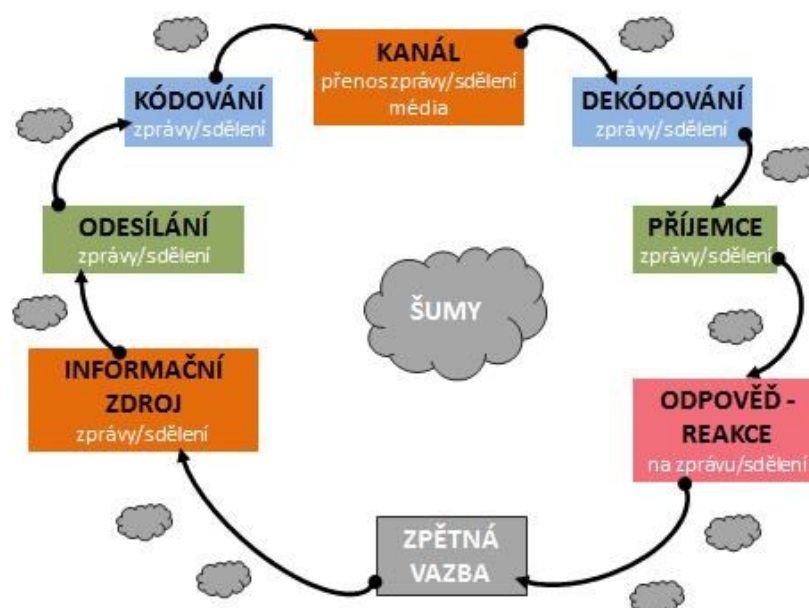 KANÁL
přenos zprávy/sdělení
média
KÓDOVÁNÍ
zprávy/sdělení
DEKÓDOVÁNÍ
zprávy/sdělení
ODESÍLÁNÍ
zprávy/sdělení
PŘÍJEMCE
zprávy/sdělení
ŠUMY
INFORMAČNÍ
ZDROJ
zprávy/sdělení
ODPOVĚĎ -
REAKCE
na zprávu/sdělení
ZPĚTNÁ
VAZBA